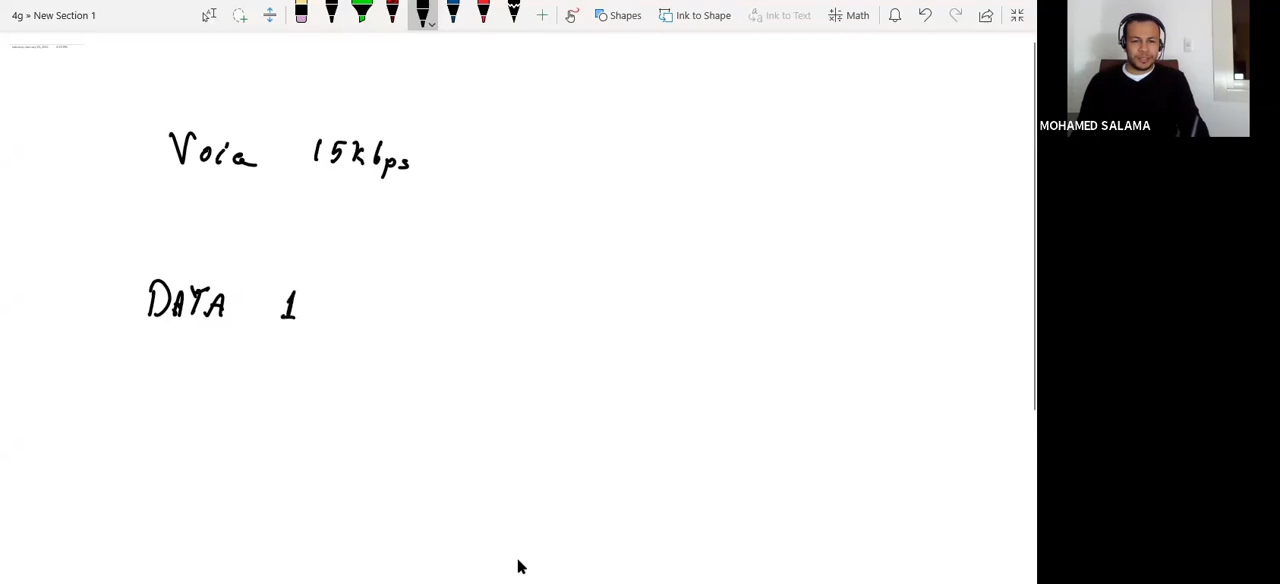 4g » New Section 1
Shapes
Ink to Shape
Ink to Text
Math
MOHAMED SALAMA
Voice 15kbps
DATA 1